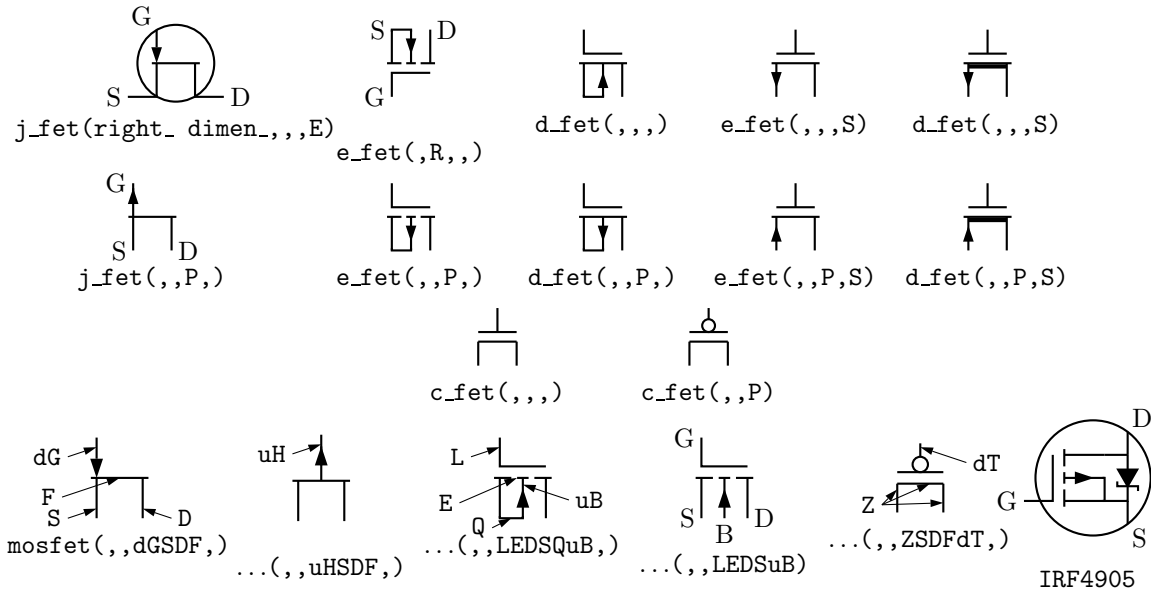 G
S D
j_fet(right_ dimen_,,,E)
S D
G
e_fet(,R,,)
d_fet(,,,)
e_fet(,,,S)
d_fet(,,,S)
G
S D
j_fet(,,P,)
e_fet(,,P,)
d_fet(,,P,)
e_fet(,,P,S)
d_fet(,,P,S)
c_fet(,,,)
c_fet(,,P)
dG
F
S D
mosfet(,,dGSDF,)
uH
...(,,uHSDF,)
L
E uB
Q
...(,,LEDSQuB,)
G
S B D
...(,,LEDSuB)
dT
Z
...(,,ZSDFdT,)
D
G
S
IRF4905